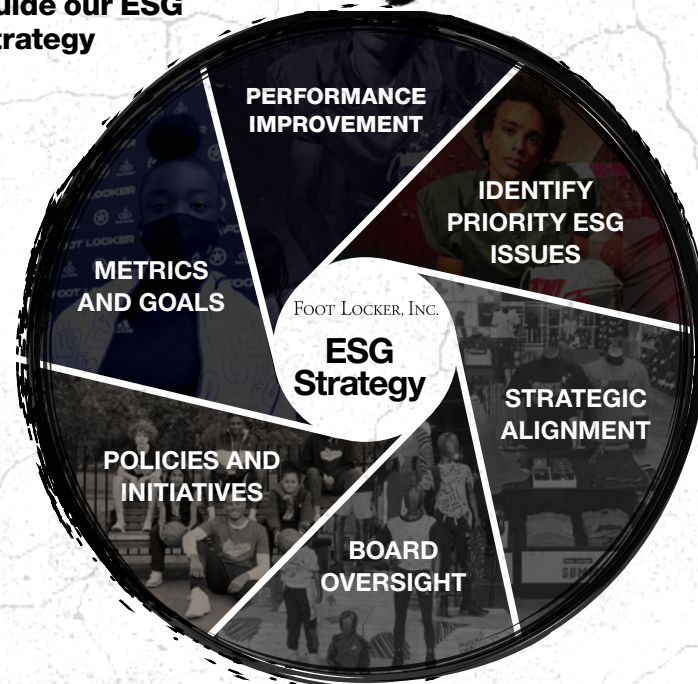 uide our ESG
trategy
PERFORMANCE
IMPROVEMENT
IDENTIFY
PRIORITY ESG
ISSUES
METRICS
AND GOALS
FOOT LOCKER, INC.
ESG
Strategy
STRATEGIC
ALIGNMENT
POLICIES AND
INITIATIVES
BOARD
OVERSIGHT